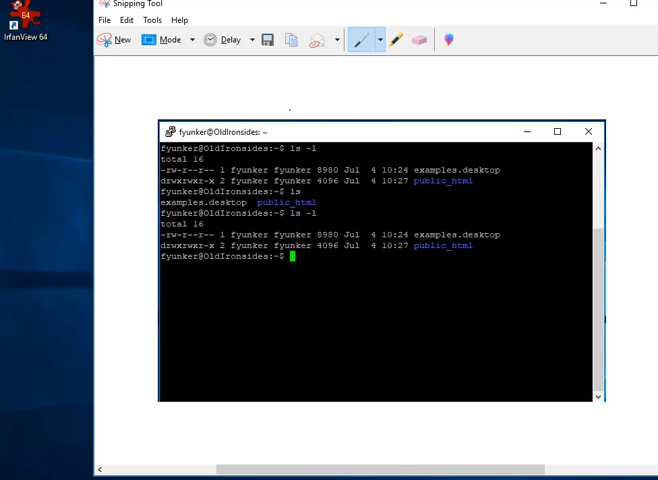 64
IrfanView 64
Snipping Tool
File Edit Tools Help
New Mode Delay
fyunker@OldIronsides: ~
fyunker@OldIronsides:~$ ls -l
total 16
-rw-r--r-- 1 fyunker fyunker 8980 Jul  4 10:24 examples.desktop
drwxrwxr-x 2 fyunker fyunker 4096 Jul  4 10:27 public_html
fyunker@OldIronsides:~$ ls
examples.desktop  public_html
fyunker@OldIronsides:~$ ls -l
total 16
-rw-r--r-- 1 fyunker fyunker 8980 Jul  4 10:24 examples.desktop
drwxrwxr-x 2 fyunker fyunker 4096 Jul  4 10:27 public_html
fyunker@OldIronsides:~$